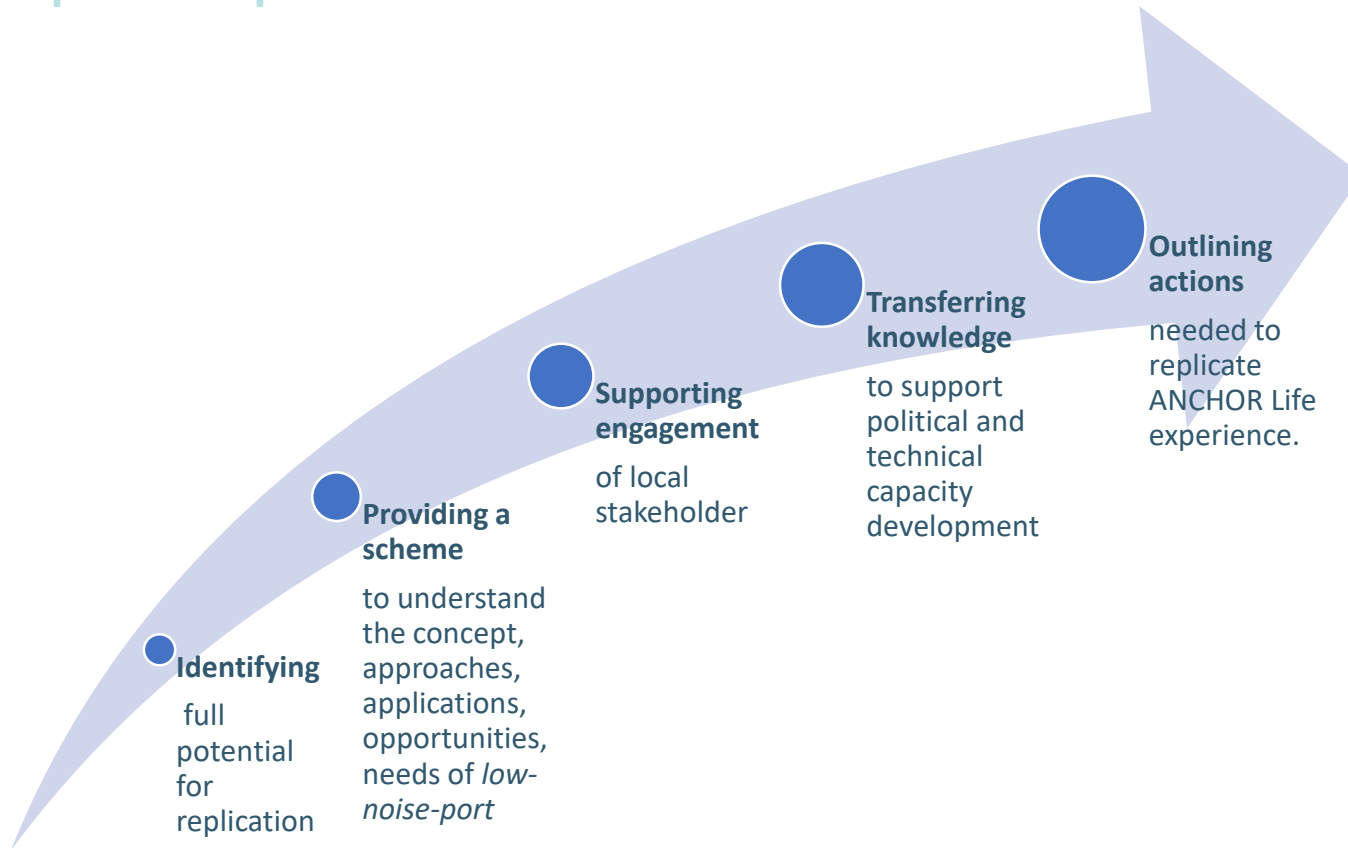 Identifying
full
potential
for
replication
Providing a
scheme
to understand
the concept,
approaches,
applications,
opportunities,
needs of low-
noise-port
Supporting
engagement
of local
stakeholder
Transferring
knowledge
to support
political and
technical
capacity
development
Outlining
actions
needed to
replicate
ANCHOR Life
experience.